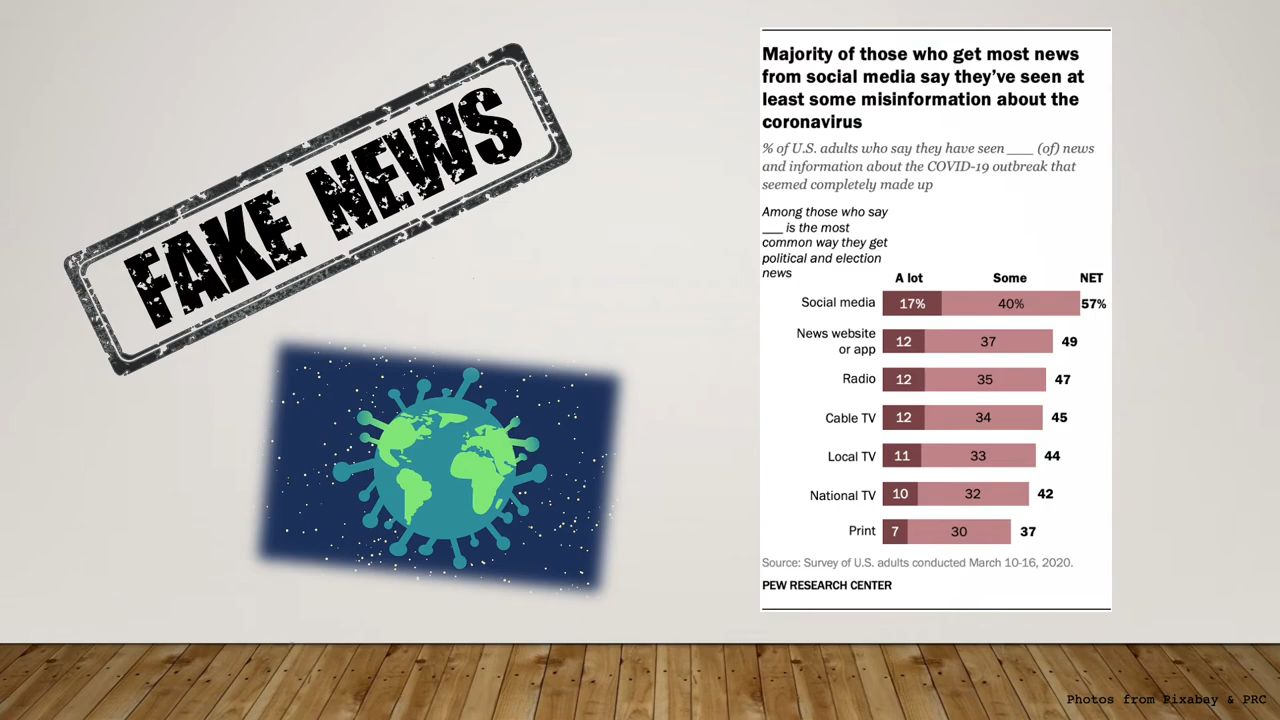 FAKE NEWS
Majority of those who get most news
from social media say they've seen at
least some misinformation about the
coronavirus
% of U.S. adults who say they have seen ___ (of) news
and information about the COVID-19 outbreak that
seemed completely made up
Among those who say
___ is the most
common way they get
political and election
news
A lot Some NET
Social media 17% 40% 57%
News website
or app 12 37 49
Radio 12 35 47
Cable TV 12 34 45
Local TV 11 33 44
National TV 10 32 42
Print 7 30 37
Source: Survey of U.S. adults conducted March 10-16, 2020.
PEW RESEARCH CENTER
Photos from Pixabay & PRC